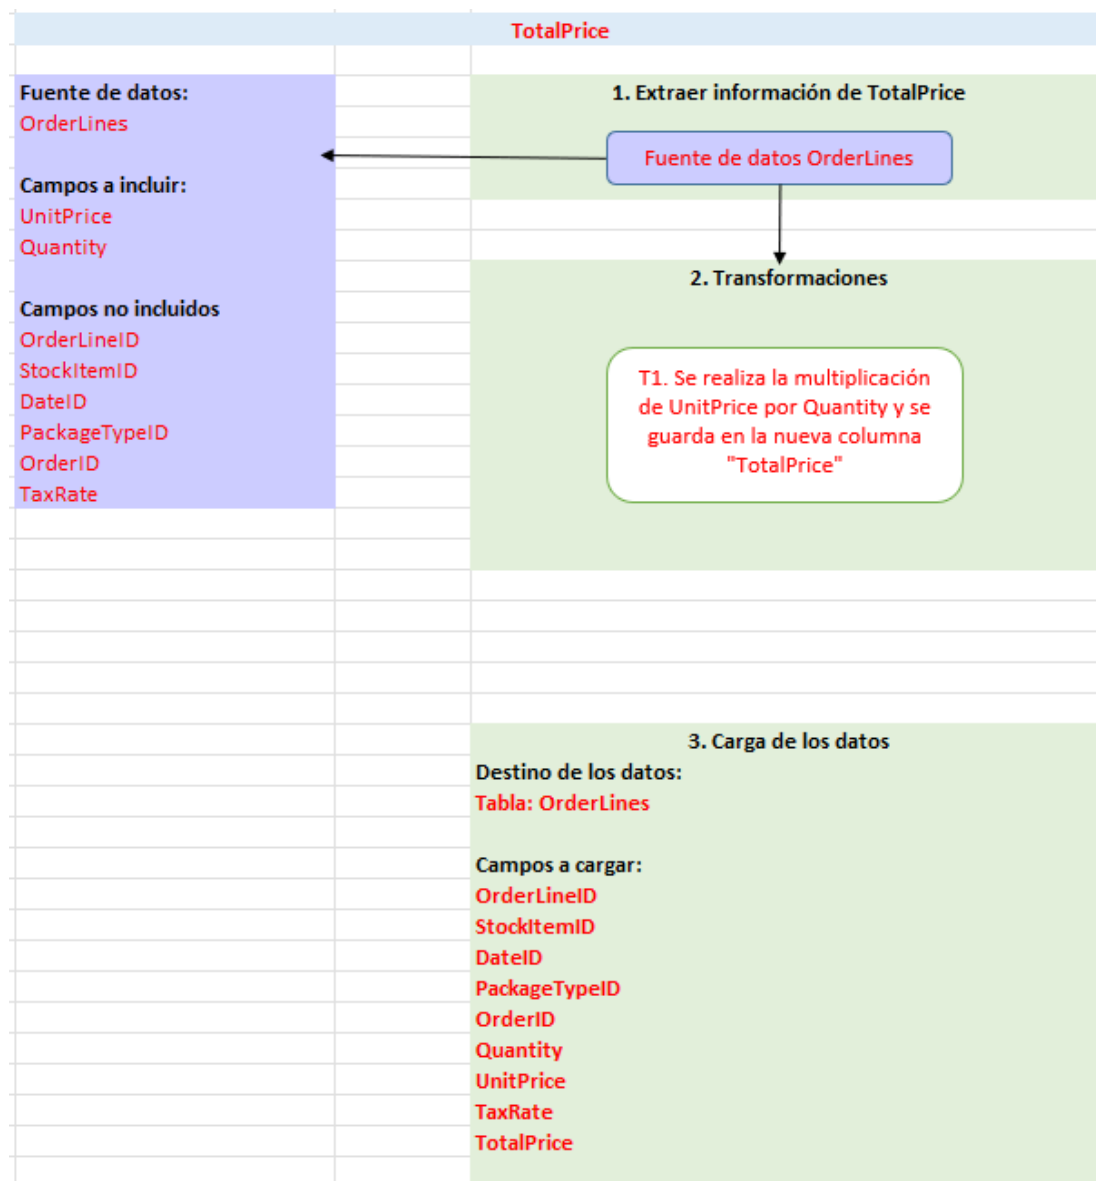 TotalPrice
Fuente de datos:
OrderLines
Campos a incluir:
UnitPrice
Quantity
Campos no incluidos
OrderLineID
StockItemID
DateID
PackageTypeID
OrderID
TaxRate
1. Extraer información de TotalPrice
Fuente de datos OrderLines
2. Transformaciones
T1. Se realiza la multiplicación
de UnitPrice por Quantity y se
guarda en la nueva columna
"TotalPrice"
3. Carga de los datos
Destino de los datos:
Tabla: OrderLines
Campos a cargar:
OrderLineID
StockItemID
DateID
PackageTypeID
OrderID
Quantity
UnitPrice
TaxRate
TotalPrice